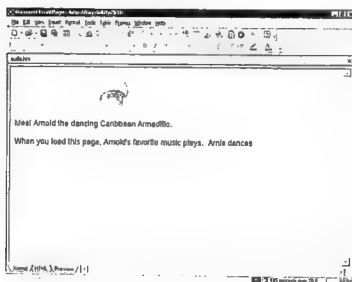 Microsoft FrontPage -
File Edit View Insert Format Tools Table Frames Window Help
Meet Arnold the dancing Caribbean Armadillo.
When you load this page, Arnold's favorite music plays. Arnie dances
Normal HTML Preview